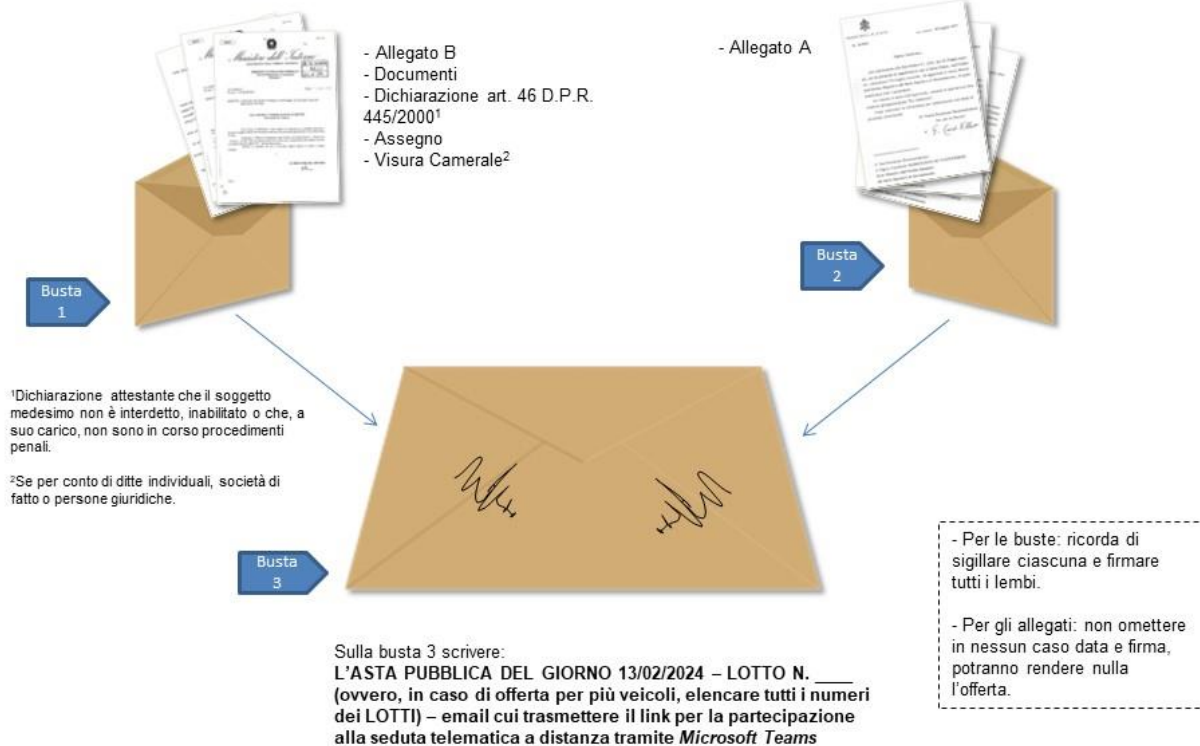 Ministero dell'Interno
- Allegato B
- Documenti
- Dichiarazione art. 46 D.P.R.
445/2000¹
- Assegno
- Visura Camerale²
- Allegato A
Busta
1
Busta
2
¹Dichiarazione attestante che il soggetto
medesimo non è interdetto, inabilitato o che, a
suo carico, non sono in corso procedimenti
penali.
²Se per conto di ditte individuali, società di
fatto o persone giuridiche.
Busta
3
- Per le buste: ricorda di
sigillare ciascuna e firmare
tutti i lembi.
- Per gli allegati: non omettere
in nessun caso data e firma,
potranno rendere nulla
l'offerta.
Sulla busta 3 scrivere:
L'ASTA PUBBLICA DEL GIORNO 13/02/2024 – LOTTO N. ____
(ovvero, in caso di offerta per più veicoli, elencare tutti i numeri
dei LOTTI) – email cui trasmettere il link per la partecipazione
alla seduta telematica a distanza tramite Microsoft Teams